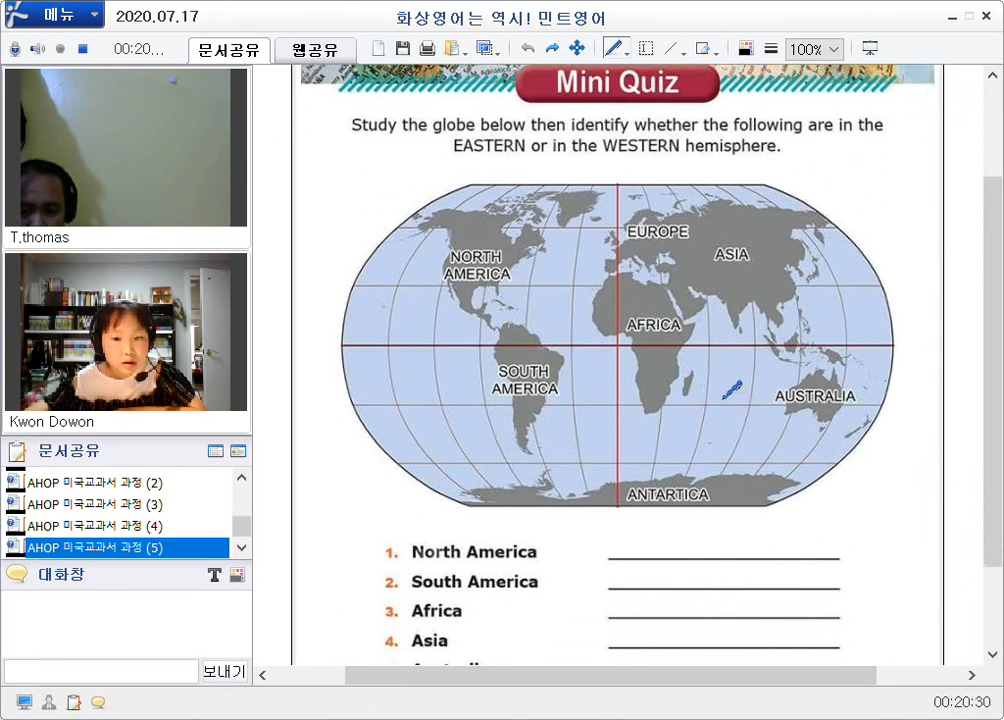 메뉴
2020.07.17
화상영어는 역시! 민트영어
00:20...
문서공유
웹공유
100%
T,thomas
Kwon Dowon
문서공유
AHOP 미국교과서 과정 (2)
AHOP 미국교과서 과정 (3)
AHOP 미국교과서 과정 (4)
AHOP 미국교과서 과정 (5)
대화창
T
보내기
Mini Quiz
Study the globe below then identify whether the following are in the
EASTERN or in the WESTERN hemisphere.
NORTH
AMERICA
EUROPE
ASIA
AFRICA
SOUTH
AMERICA
AUSTRALIA
ANTARTICA
1. North America
2. South America
3. Africa
4. Asia
00:20:30